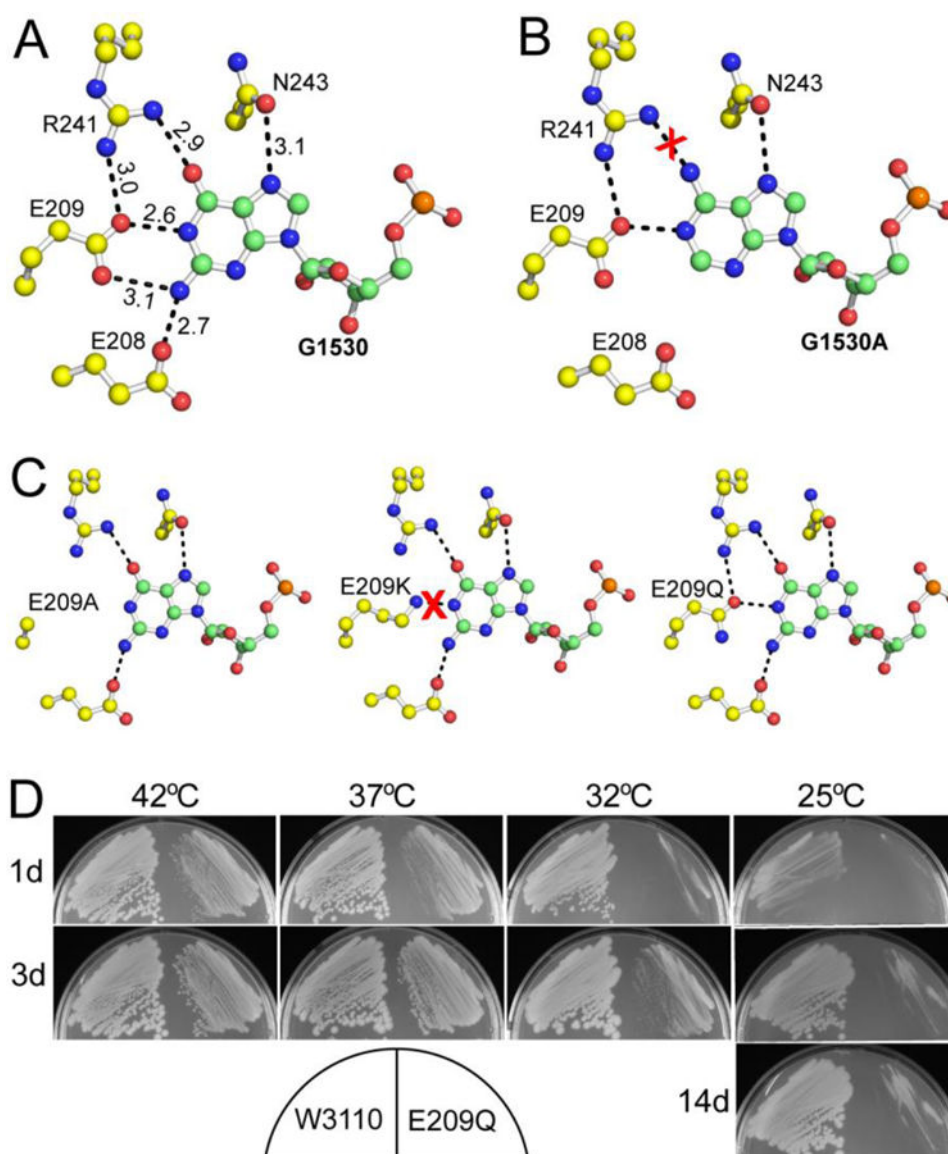 A
R241
N243
2.9
3.1
3.0
E209
2.6
3.1
2.7
E208
G1530
B
R241
N243
X
E209
E208
G1530A
C
E209A
E209K
X
E209Q
D
42ºC 37ºC 32ºC 25ºC
1d
3d
W3110 E209Q
14d